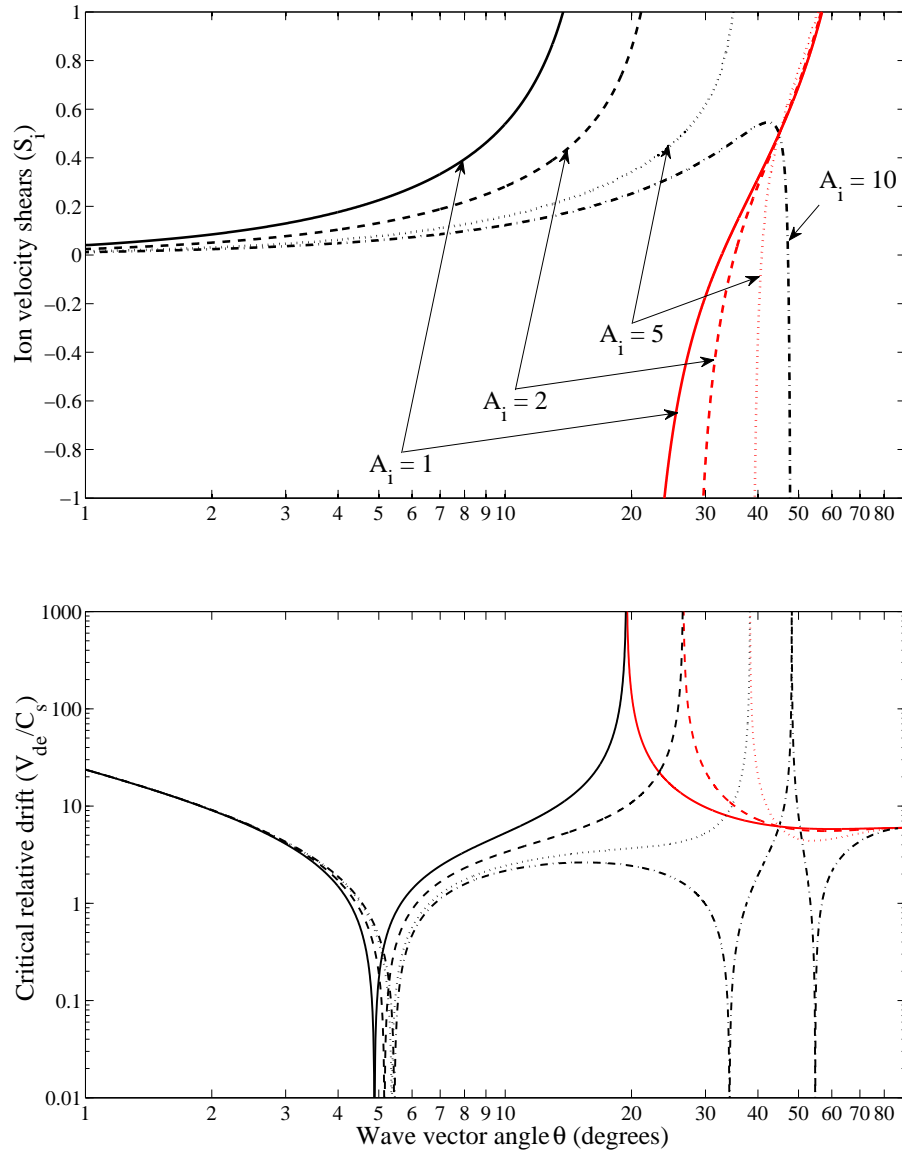 Ion velocity shears (S_i)
1
0.8
0.6
0.4
0.2
0
−0.2
−0.4
−0.6
−0.8
−1
A_i = 10
A_i = 5
A_i = 2
A_i = 1
1 2 3 4 5 6 7 8 9 10 20 30 40 50 60 70 80
Critical relative drift (V_de/C_s)
1000
100
10
1
0.1
0.01
1 2 3 4 5 6 7 8 9 10 20 30 40 50 60 70 80
Wave vector angle θ (degrees)